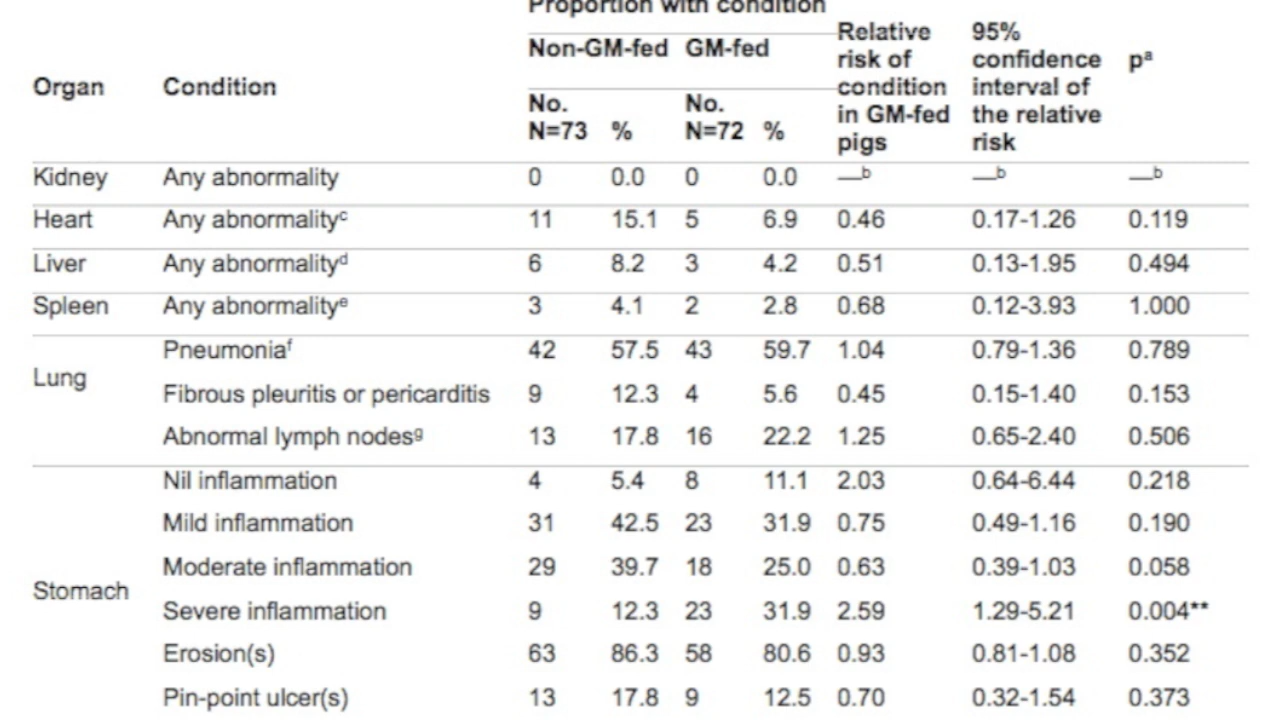 Proportion with condition
Organ Condition Non-GM-fed GM-fed Relative risk of condition in GM-fed pigs 95% confidence interval of the relative risk pᵃ
No. N=73 % No. N=72 %
Kidney Any abnormality 0 0.0 0 0.0 —ᵇ —ᵇ —ᵇ
Heart Any abnormalityᶜ 11 15.1 5 6.9 0.46 0.17-1.26 0.119
Liver Any abnormalityᵈ 6 8.2 3 4.2 0.51 0.13-1.95 0.494
Spleen Any abnormalityᵉ 3 4.1 2 2.8 0.68 0.12-3.93 1.000
Lung Pneumoniaᶠ 42 57.5 43 59.7 1.04 0.79-1.36 0.789
Fibrous pleuritis or pericarditis 9 12.3 4 5.6 0.45 0.15-1.40 0.153
Abnormal lymph nodesᵍ 13 17.8 16 22.2 1.25 0.65-2.40 0.506
Stomach Nil inflammation 4 5.4 8 11.1 2.03 0.64-6.44 0.218
Mild inflammation 31 42.5 23 31.9 0.75 0.49-1.16 0.190
Moderate inflammation 29 39.7 18 25.0 0.63 0.39-1.03 0.058
Severe inflammation 9 12.3 23 31.9 2.59 1.29-5.21 0.004**
Erosion(s) 63 86.3 58 80.6 0.93 0.81-1.08 0.352
Pin-point ulcer(s) 13 17.8 9 12.5 0.70 0.32-1.54 0.373